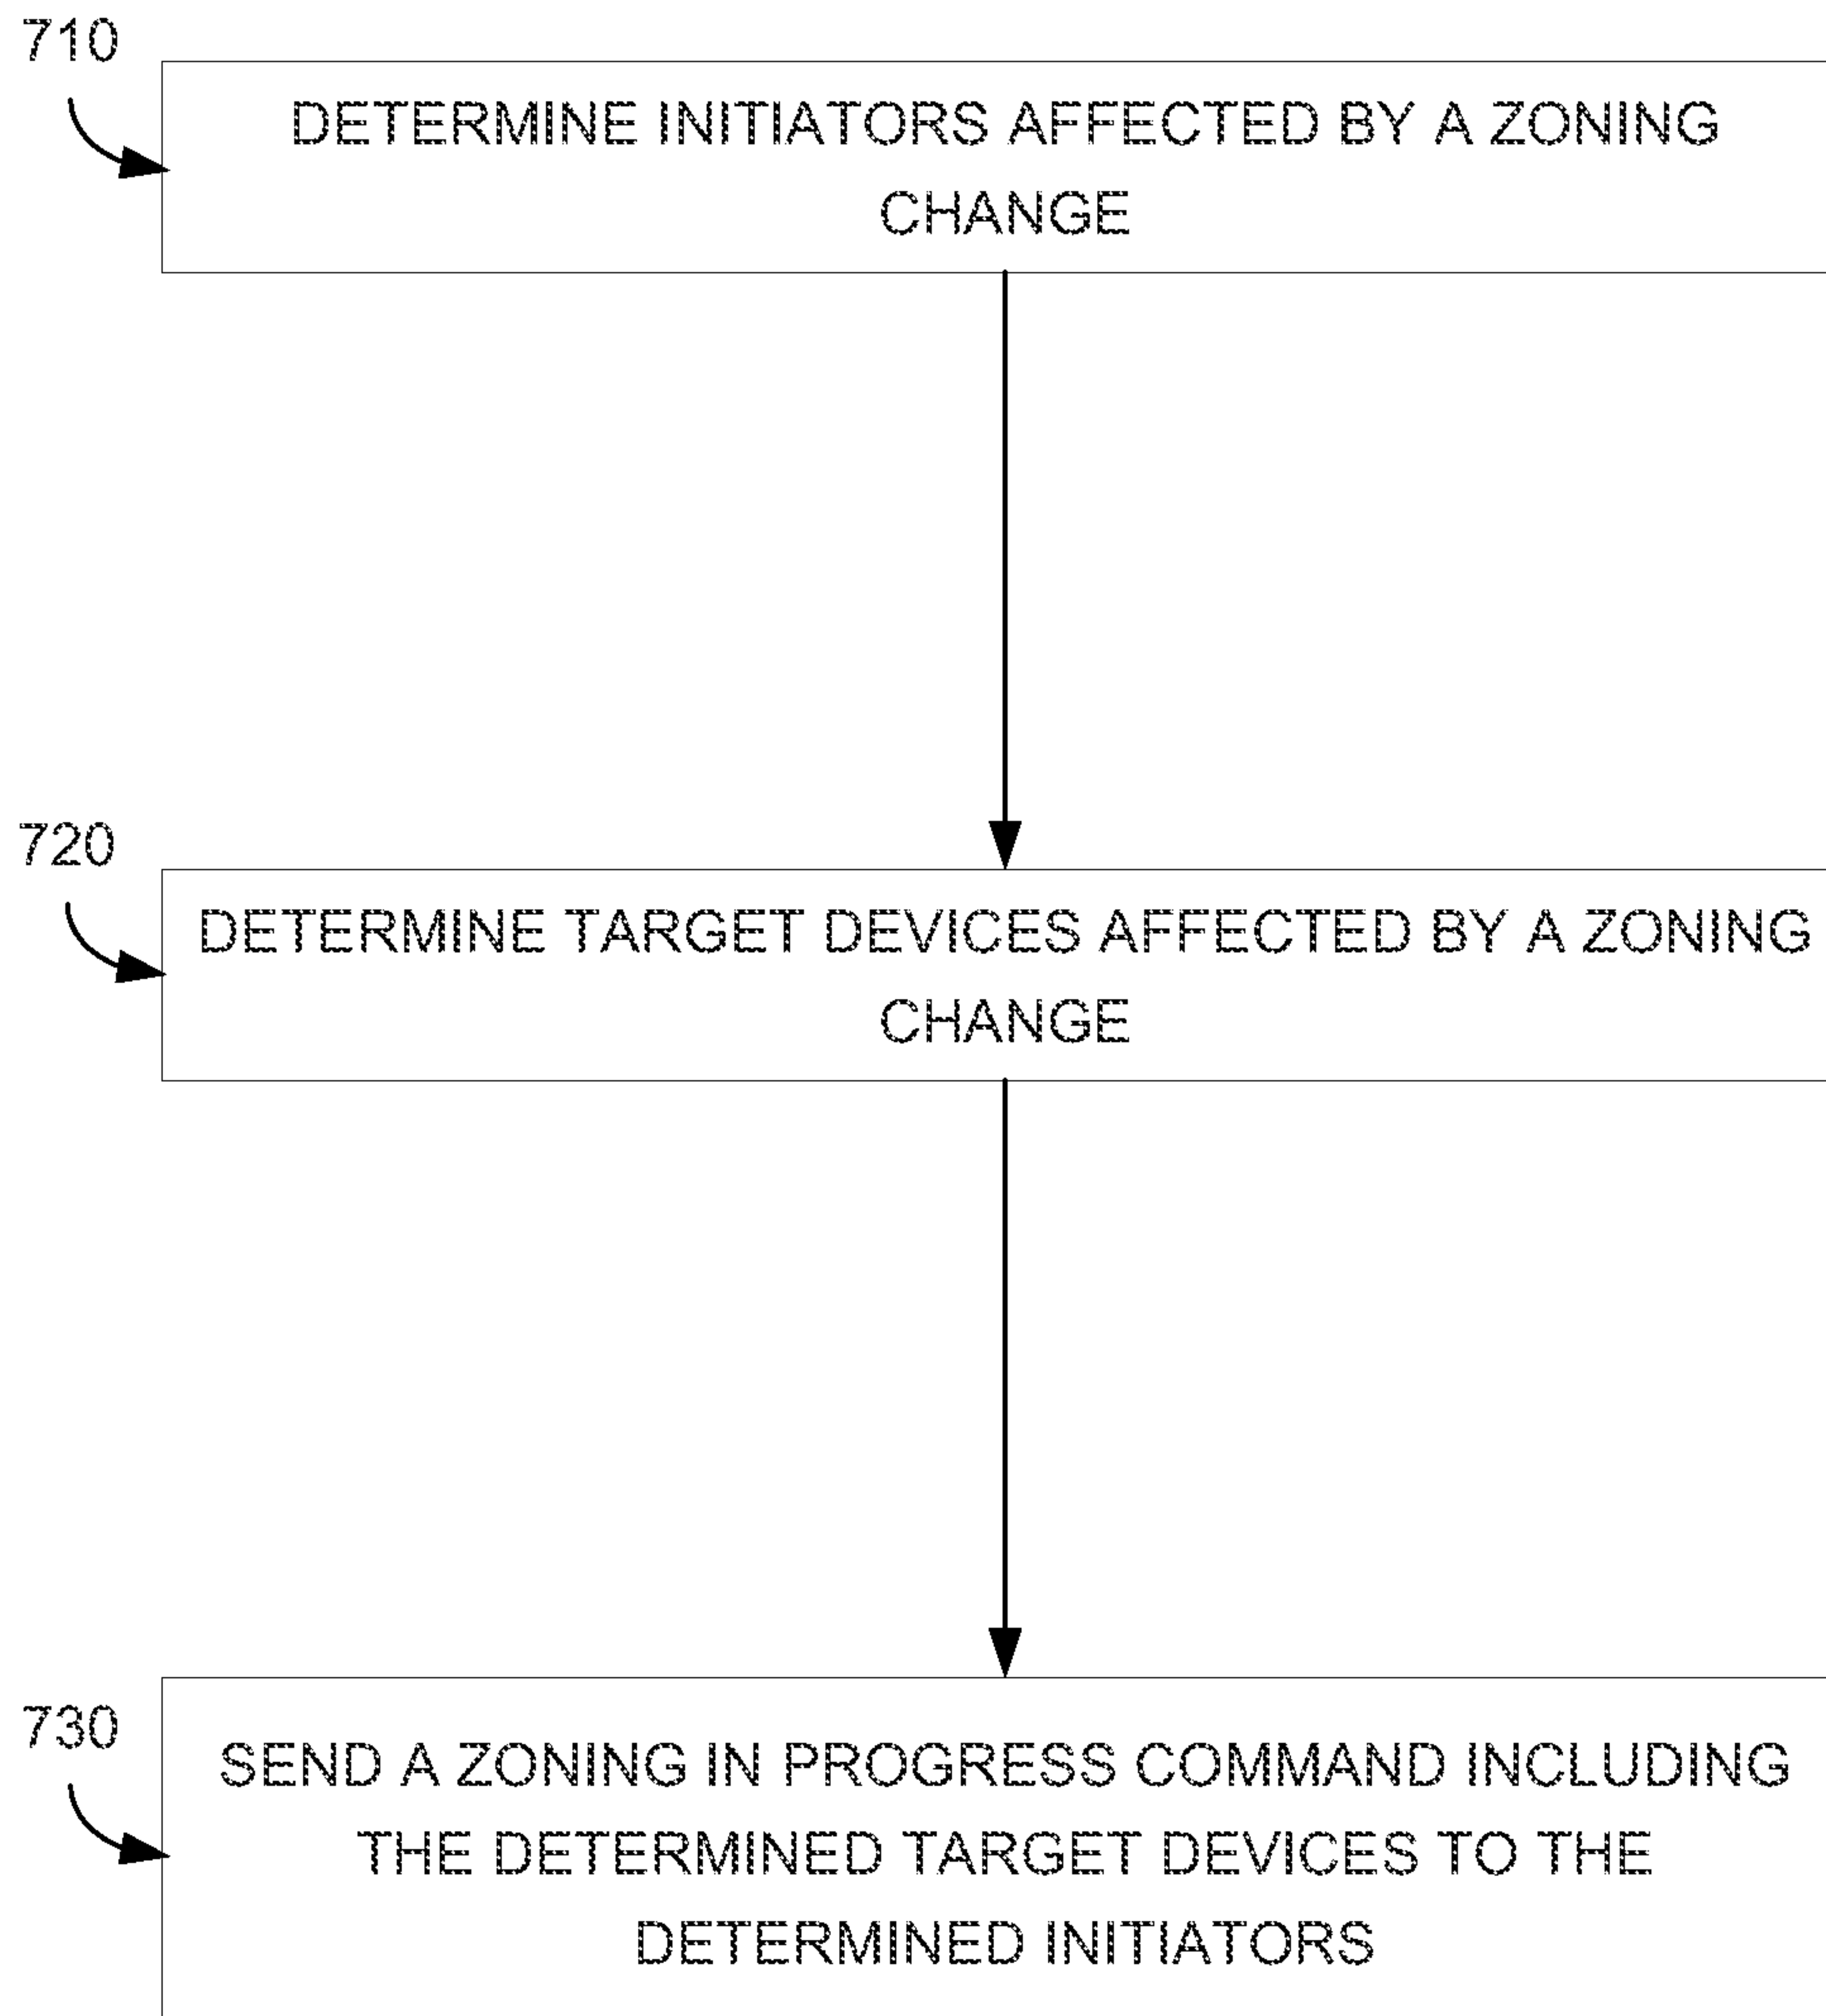 710
DETERMINE INITIATORS AFFECTED BY A ZONING
CHANGE
720
DETERMINE TARGET DEVICES AFFECTED BY A ZONING
CHANGE
730
SEND A ZONING IN PROGRESS COMMAND INCLUDING
THE DETERMINED TARGET DEVICES TO THE
DETERMINED INITIATORS